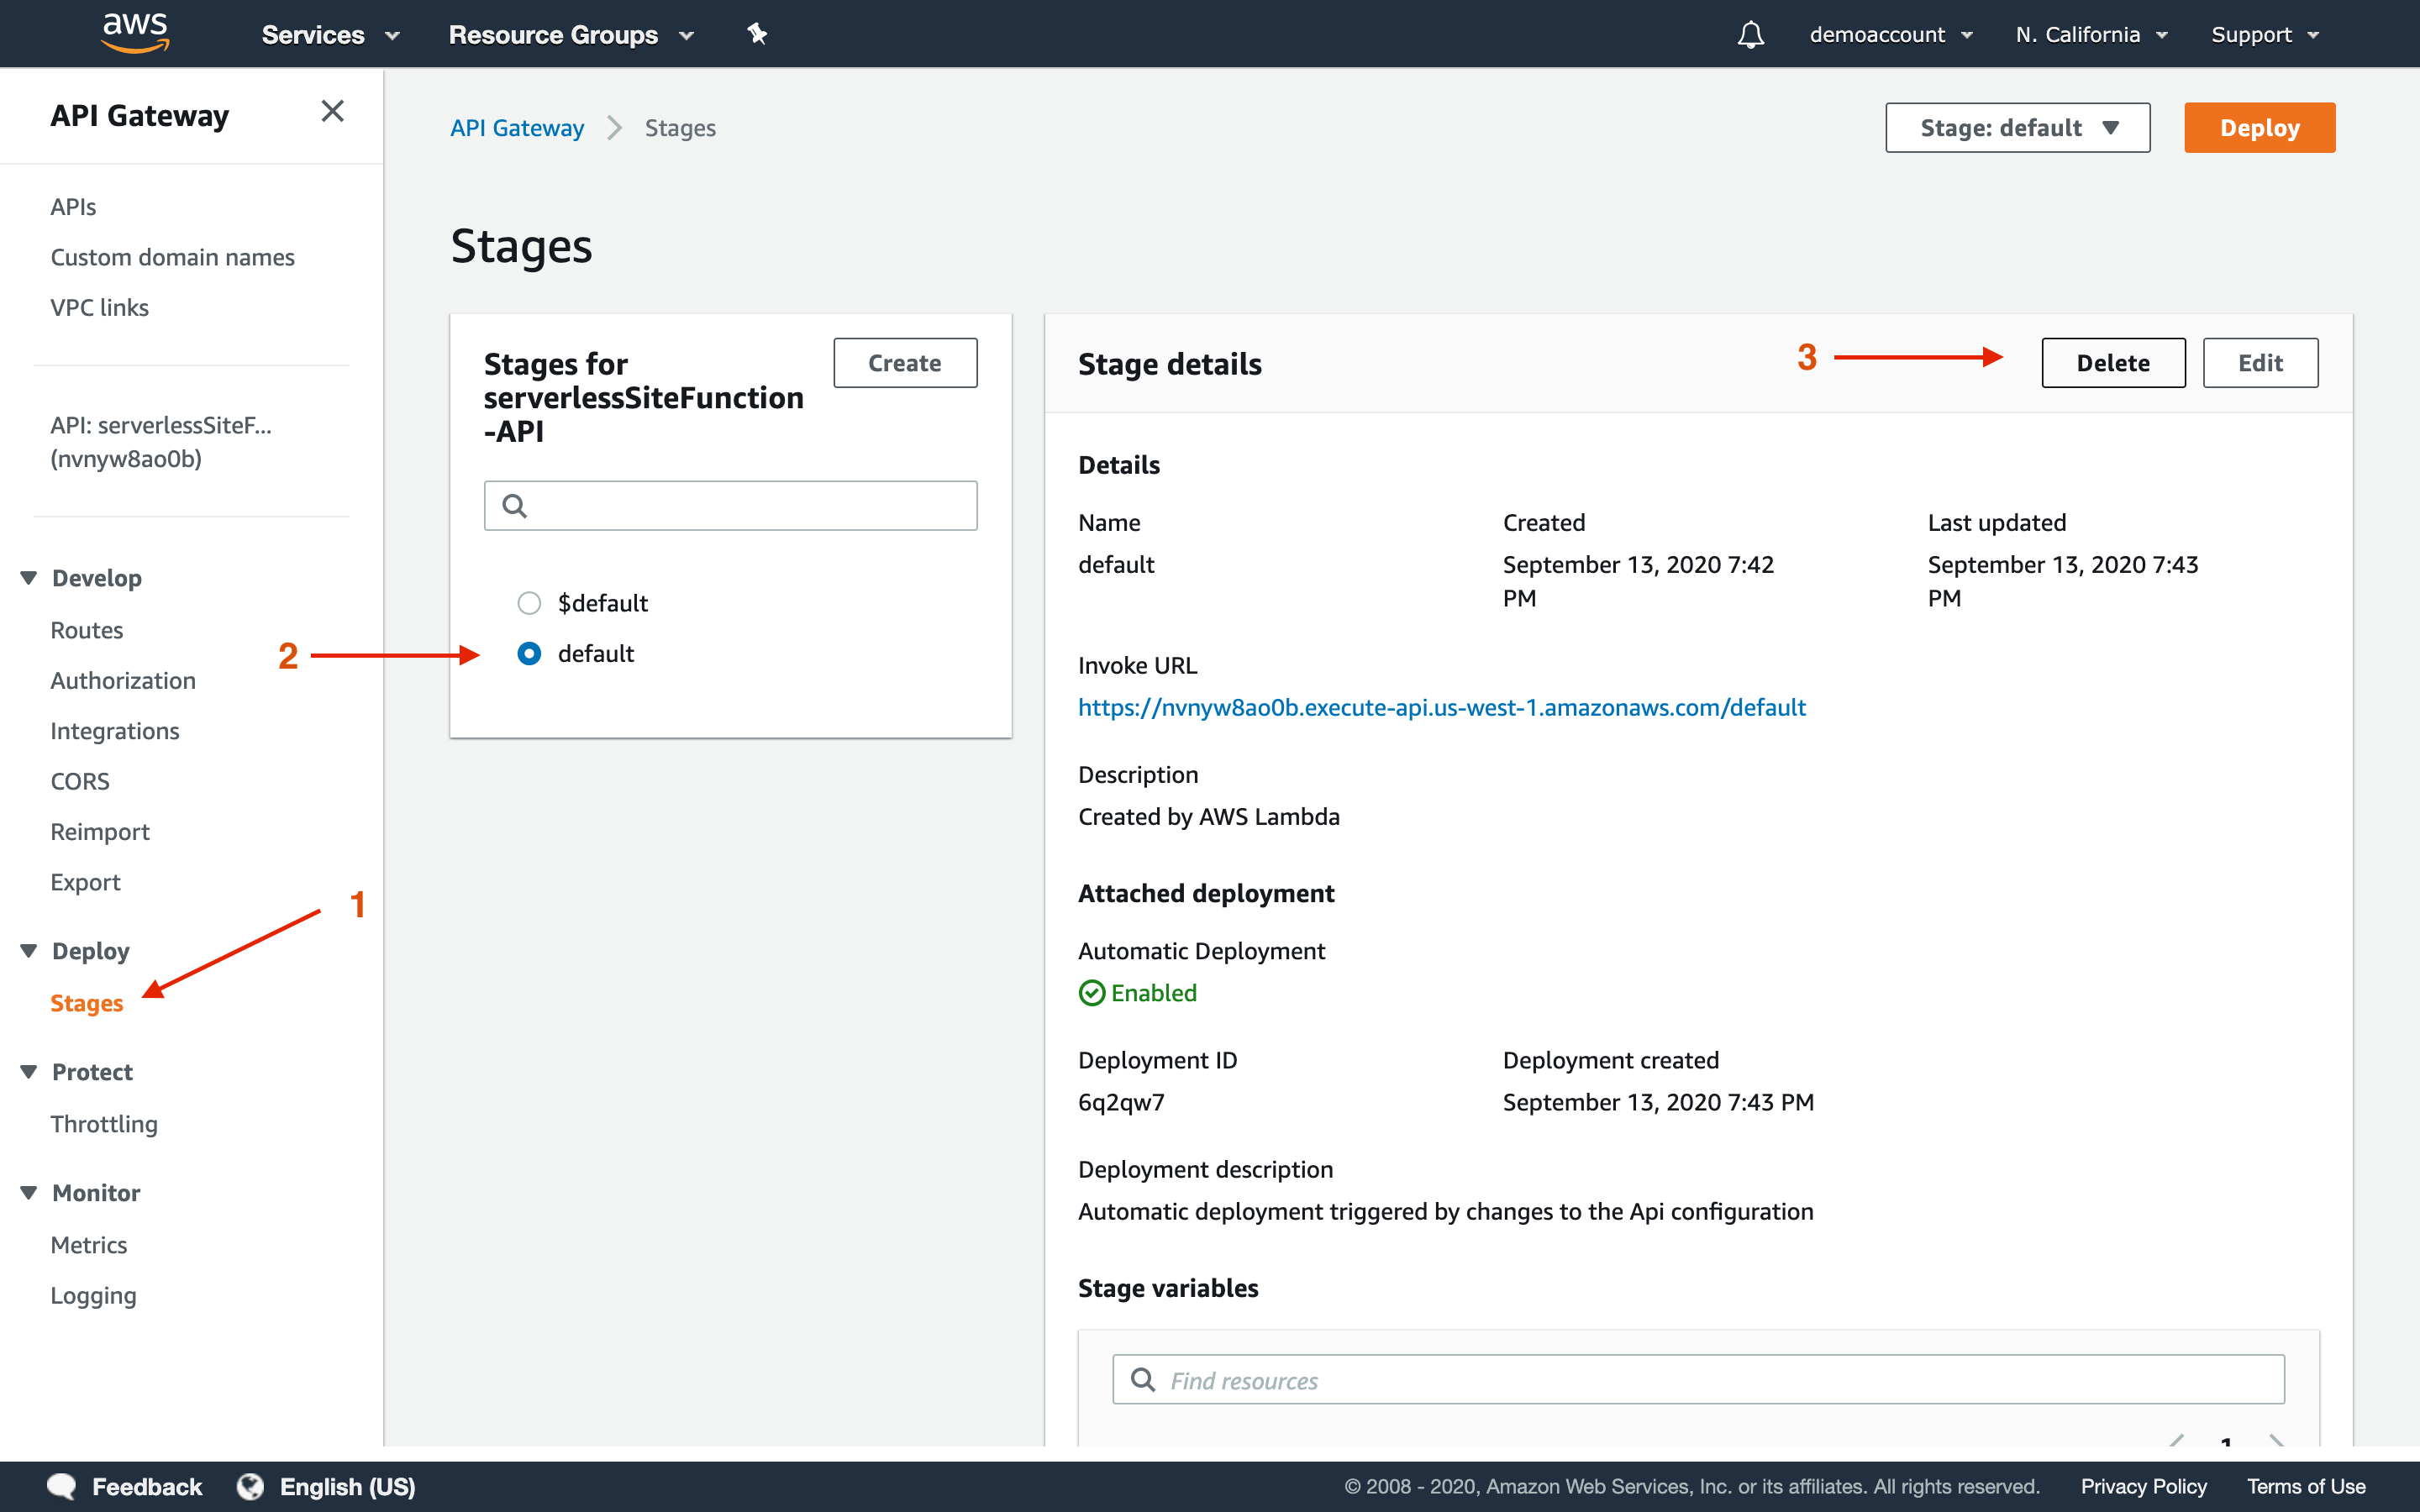 aws
Services
Resource Groups
demoaccount
N. California
Support
API Gateway
APIs
Custom domain names
VPC links
API: serverlessSiteF...
(nvnyw8ao0b)
Develop
Routes
Authorization
Integrations
CORS
Reimport
Export
1
Deploy
Stages
Protect
Throttling
Monitor
Metrics
Logging
API Gateway
Stages
Stage: default
Deploy
Stages
Stages for
serverlessSiteFunction
-API
Create
$default
2
default
Stage details
3
Delete
Edit
Details
Name
default
Created
September 13, 2020 7:42
PM
Last updated
September 13, 2020 7:43
PM
Invoke URL
https://nvnyw8ao0b.execute-api.us-west-1.amazonaws.com/default
Description
Created by AWS Lambda
Attached deployment
Automatic Deployment
Enabled
Deployment ID
6q2qw7
Deployment created
September 13, 2020 7:43 PM
Deployment description
Automatic deployment triggered by changes to the Api configuration
Stage variables
Find resources
1
Feedback
English (US)
© 2008 - 2020, Amazon Web Services, Inc. or its affiliates. All rights reserved.
Privacy Policy
Terms of Use